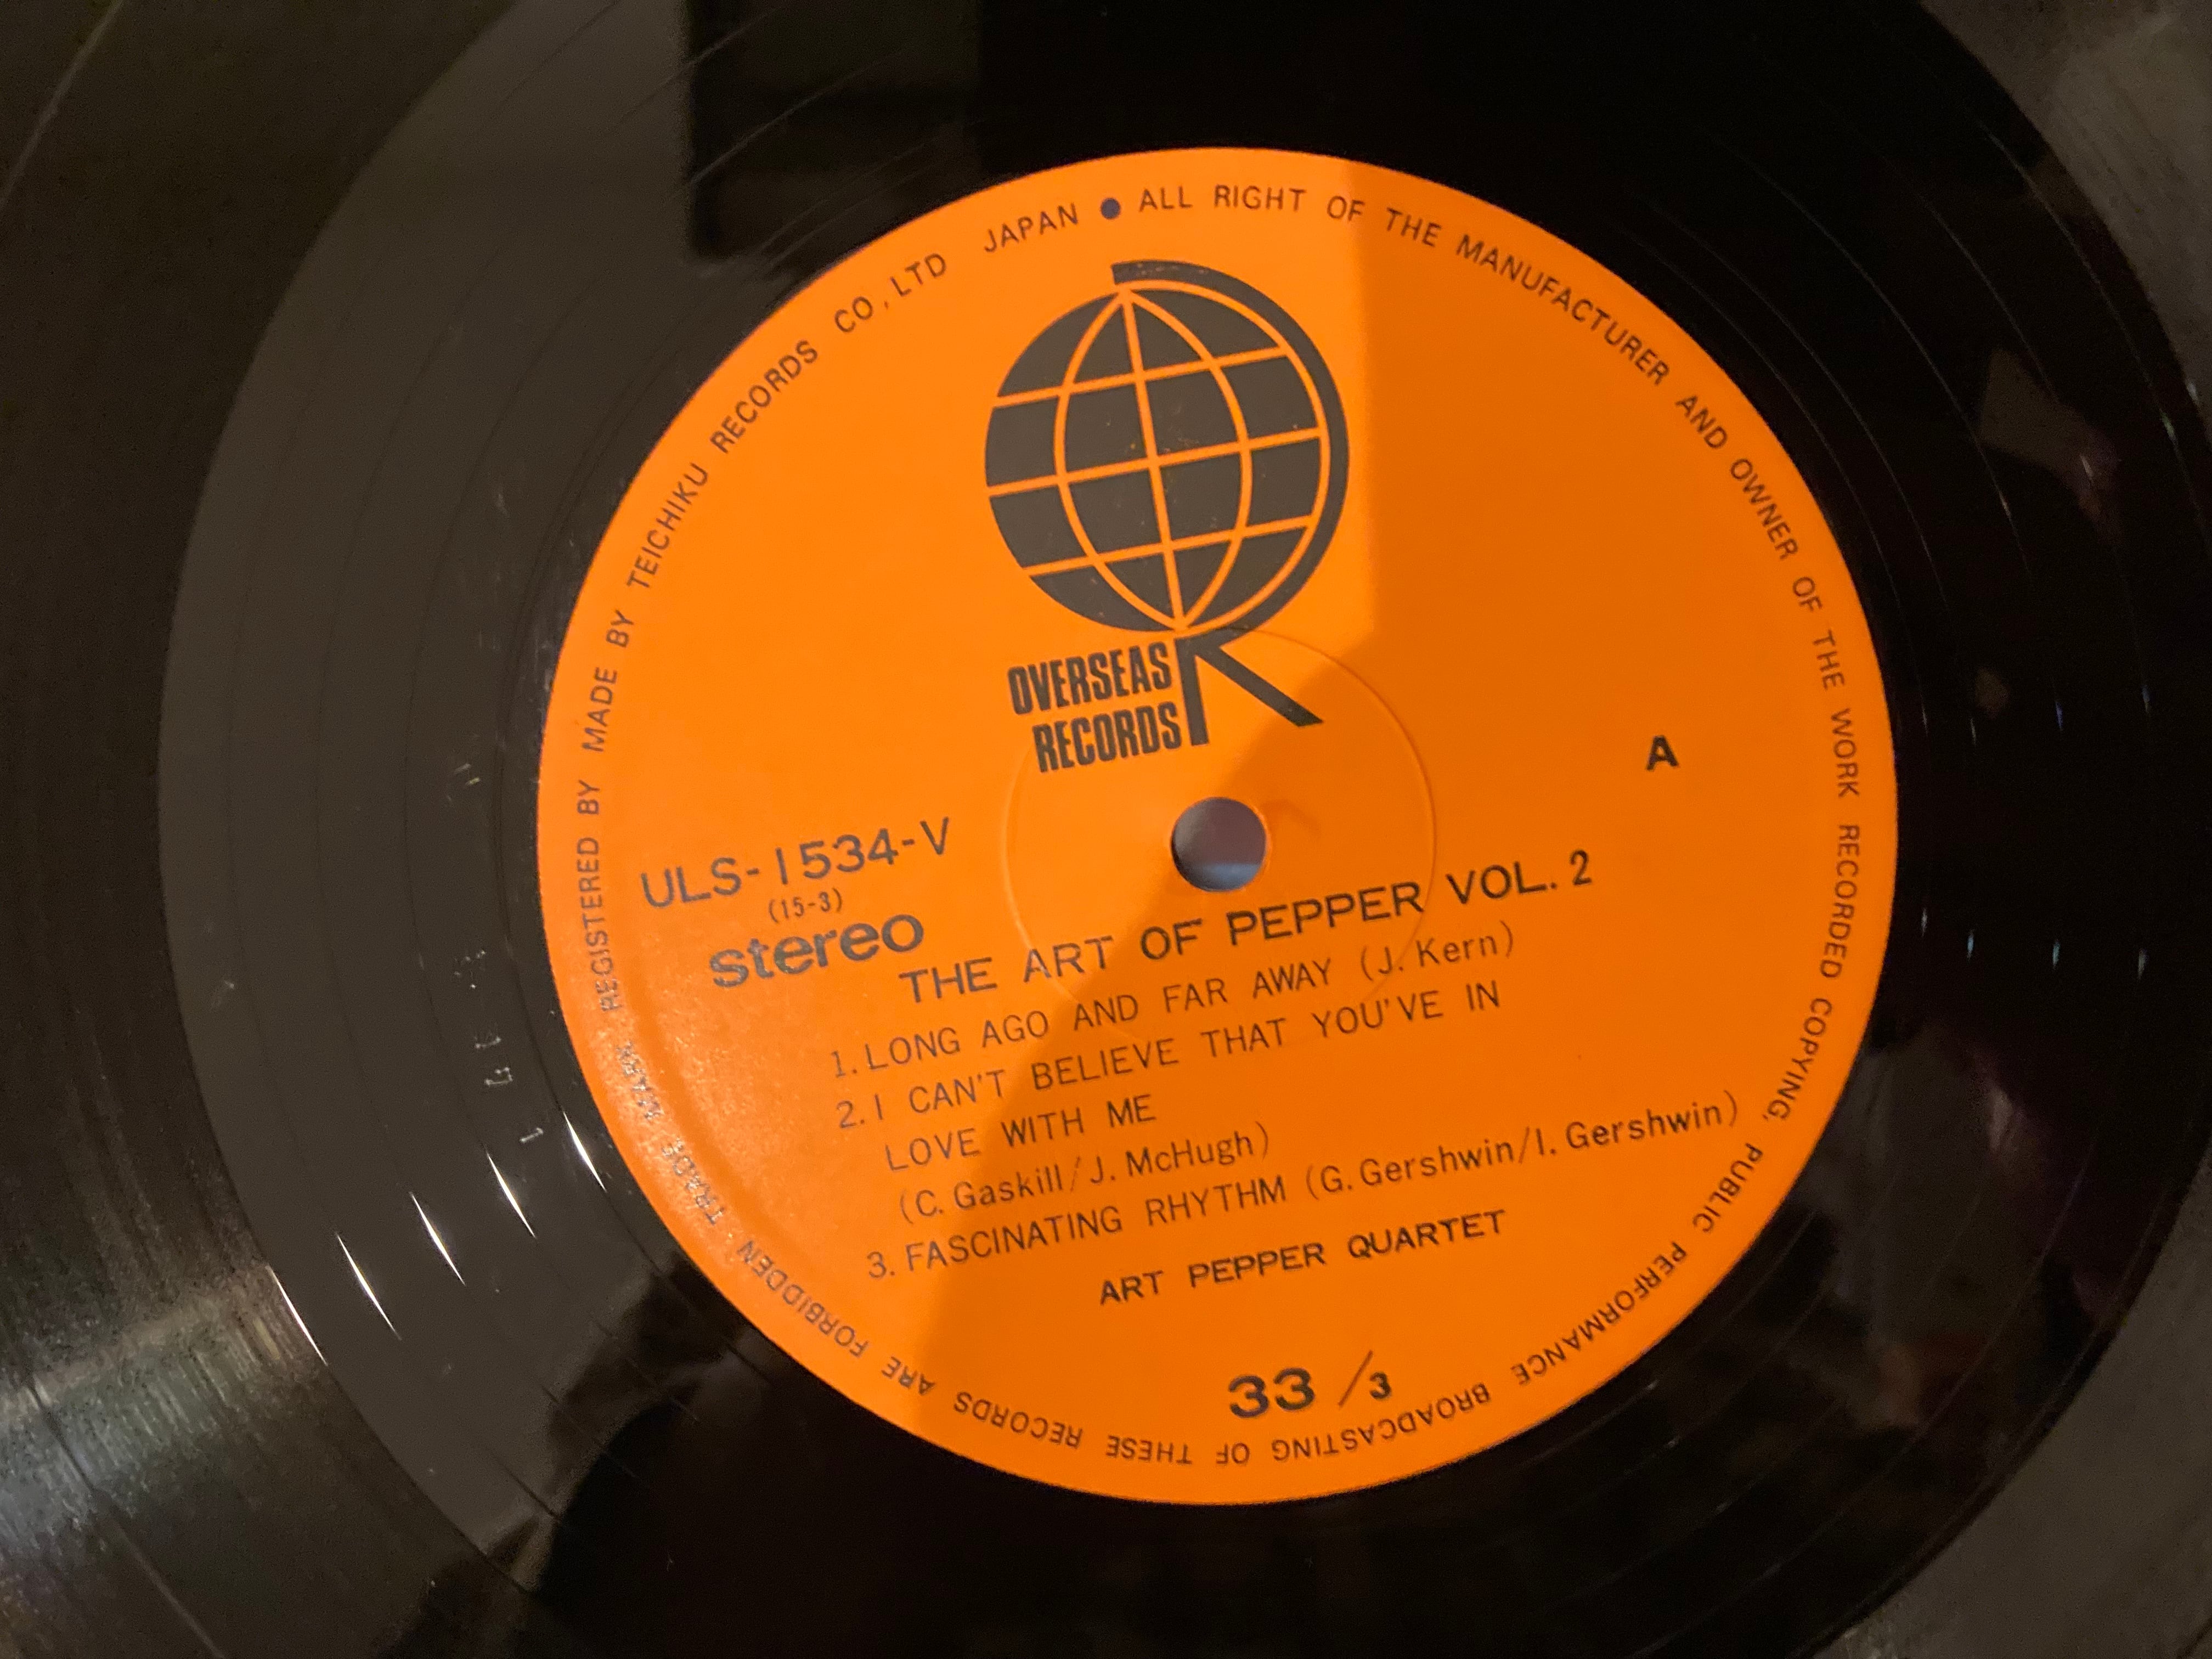 REGISTERED BY MADE BY TEICHIKU RECORDS CO., LTD JAPAN ● ALL RIGHT OF THE MANUFACTURER AND OWNER OF THE WORK RECORDED COPYING, PUBLIC PERFORMANCE BROADCASTING OF THESE RECORDS ARE FORBIDDEN TRADE MARK
OVERSEAS
RECORDS
A
ULS-1534-V
(15-3)
stereo
THE ART OF PEPPER VOL. 2
1. LONG AGO AND FAR AWAY (J. Kern)
2. I CAN'T BELIEVE THAT YOU'VE IN
LOVE WITH ME
(C. Gaskill/J. McHugh)
3. FASCINATING RHYTHM (G. Gershwin/I. Gershwin)
ART PEPPER QUARTET
33 /3